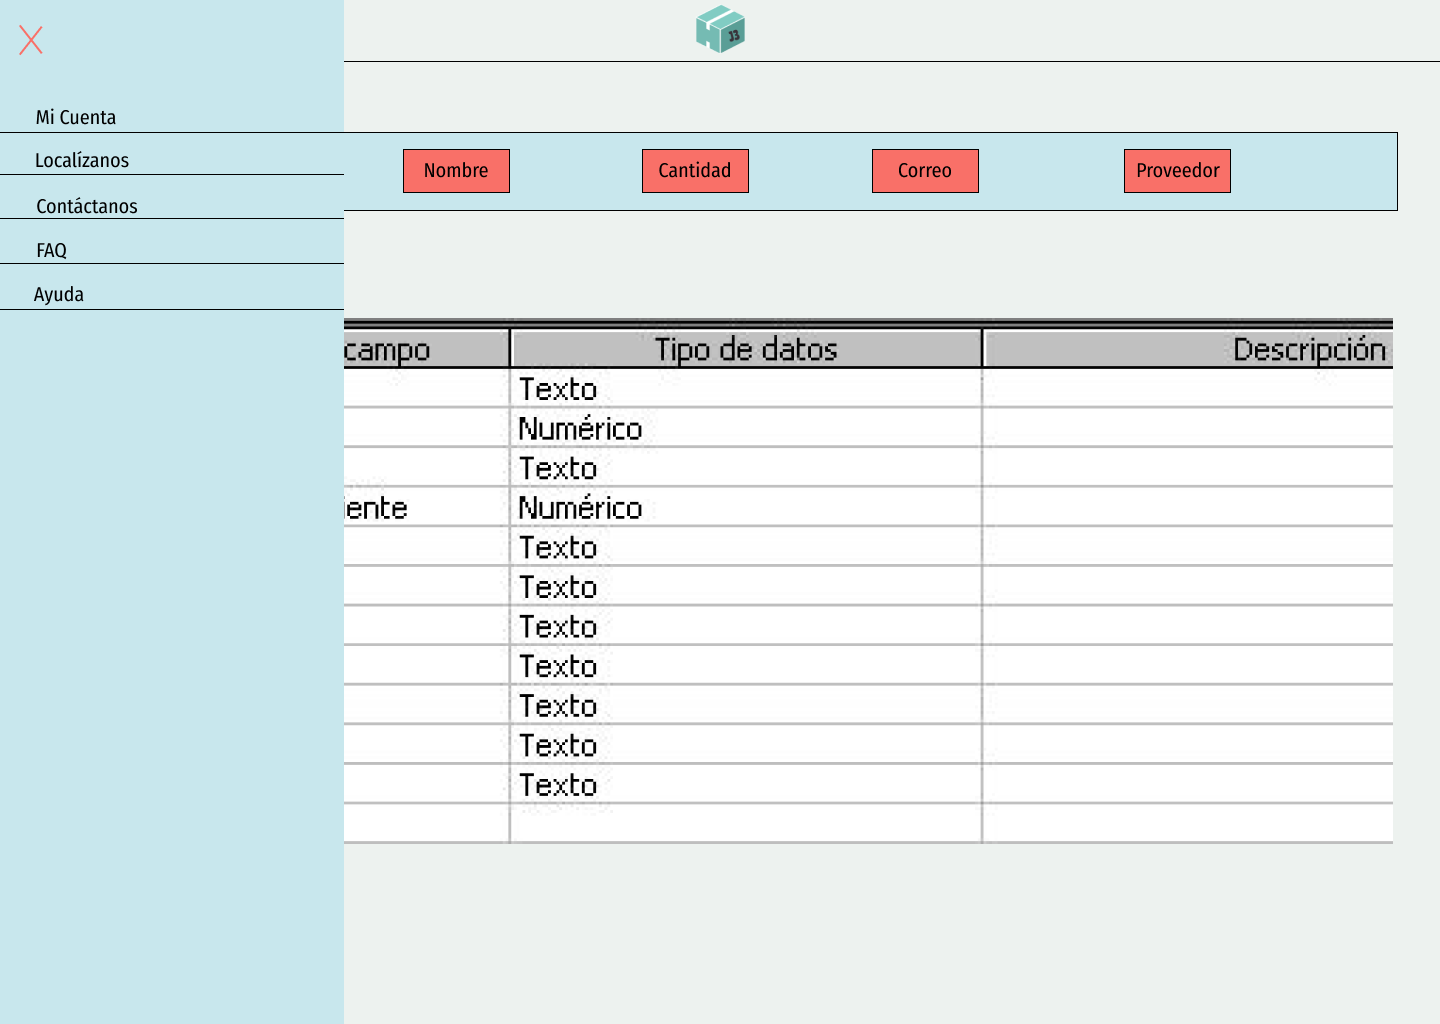 J3
Mi Cuenta
Localízanos
Contáctanos
FAQ
Ayuda
Nombre
Cantidad
Correo
Proveedor
campo Tipo de datos Descripción
Texto
Numérico
Texto
iente Numérico
Texto
Texto
Texto
Texto
Texto
Texto
Texto